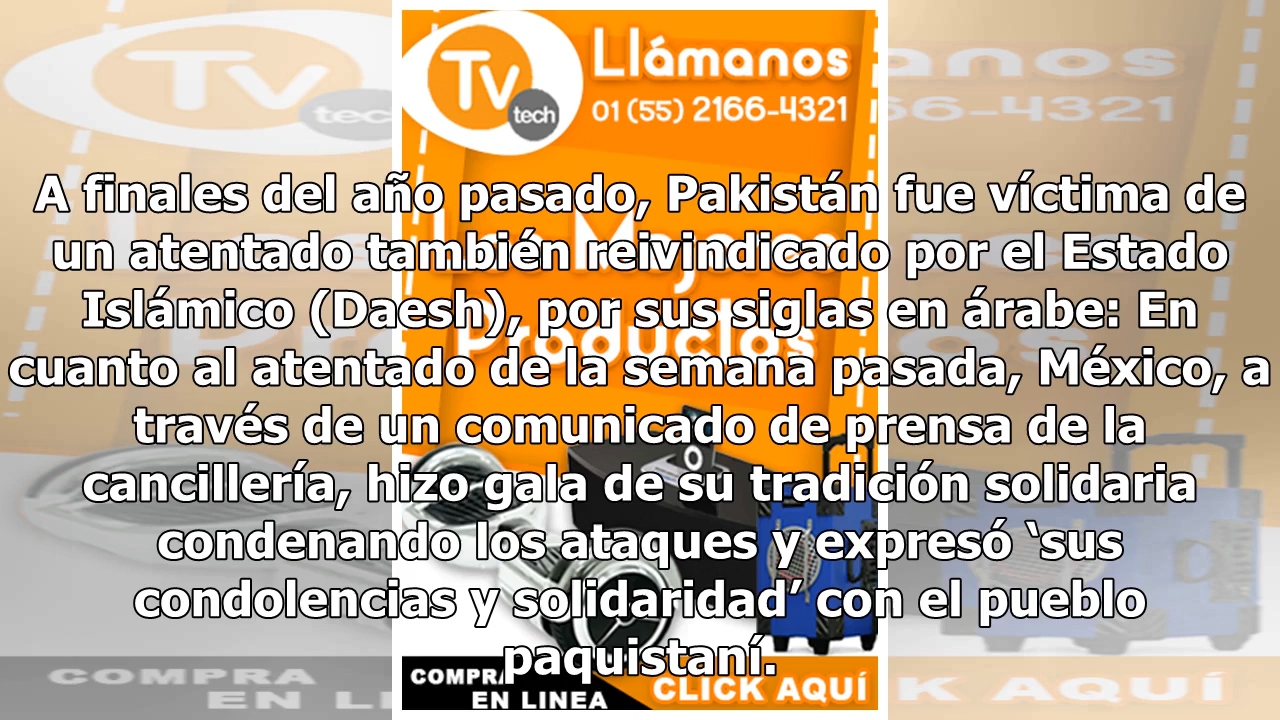 Tv
tech
Llámanos
01 (55) 2166-4321
A finales del año pasado, Pakistán fue víctima de
un atentado también reivindicado por el Estado
Islámico (Daesh), por sus siglas en árabe: En
cuanto al atentado de la semana pasada, México, a
través de un comunicado de prensa de la
cancillería, hizo gala de su tradición solidaria
condenando los ataques y expresó ‘sus
condolencias y solidaridad’ con el pueblo
paquistaní.
Productos
COMPRA
EN LINEA
CLICK AQUÍ